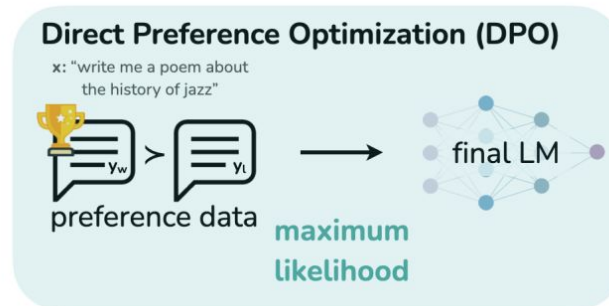 Direct Preference Optimization (DPO)
x: “write me a poem about
the history of jazz”
y_w > y_l
preference data
maximum
likelihood
final LM